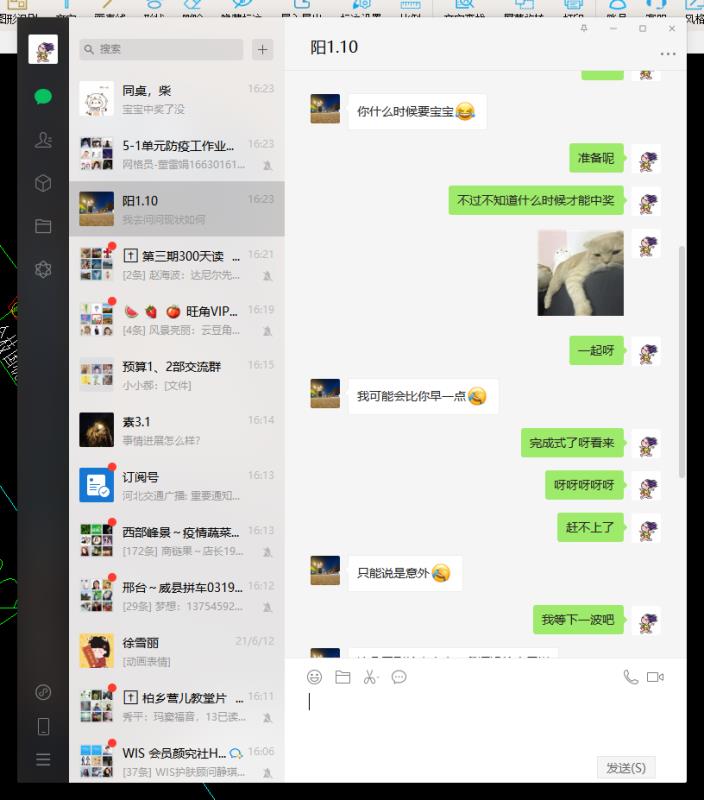 搜索
同桌，柴 16:23
宝宝中奖了没
5-1单元防疫工作业... 16:23
网格员-董雷娟16630161...
阳1.10 16:23
我去问问现状如何
第三期300天读 ... 16:21
[2条] 赵海波：达尼尔先...
🍉 🍓 🍅 旺角VIP... 16:19
[4条] 风景亮丽：云豆角...
预算1、2部交流群 16:15
小小郝：[文件]
素3.1 16:14
事情进展怎么样？
订阅号 16:13
河北交通广播: 重要通知...
西部峰景～疫情蔬菜... 16:13
[172条] 商链果～店长19...
邢台～威县拼车0319... 16:12
[29条] 梦想：13754592...
徐雪丽 21/6/12
[动画表情]
柏乡营儿教堂片 ... 16:11
秀平：玛窦福音，13已读...
WIS 会员颜究社H... 16:06
[37条] WIS护肤顾问静琪...
阳1.10
你什么时候要宝宝😂
准备呢
不过不知道什么时候才能中奖
一起呀
我可能会比你早一点🤣
完成式了呀看来
呀呀呀呀呀
赶不上了
只能说是意外🤣
我等下一波吧
发送(S)